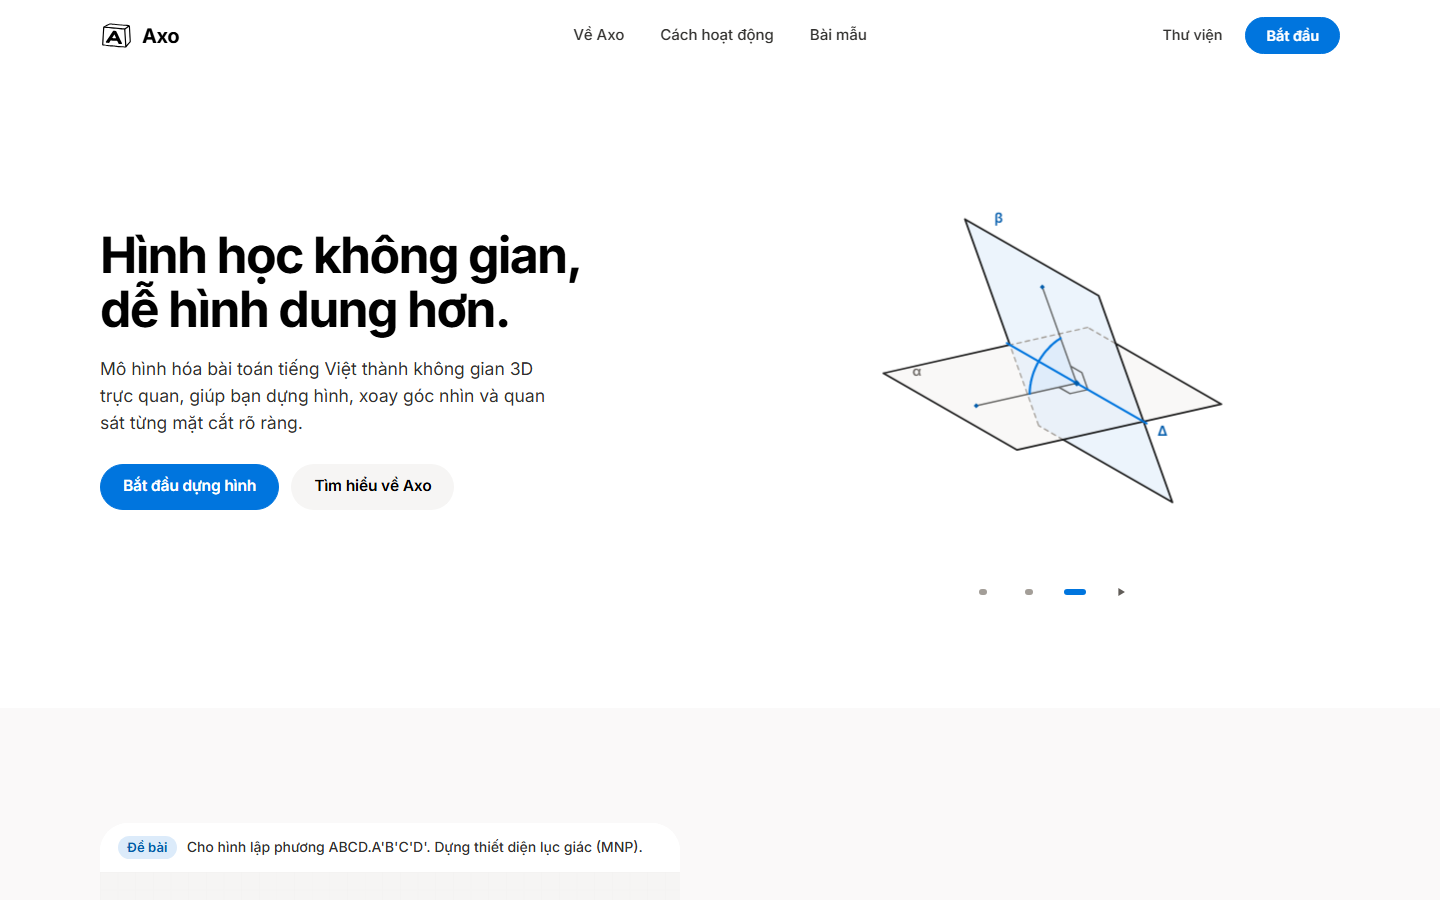 A Axo
Về Axo
Cách hoạt động
Bài mẫu
Thư viện
Bắt đầu
Hình học không gian,
dễ hình dung hơn.
Mô hình hóa bài toán tiếng Việt thành không gian 3D
trực quan, giúp bạn dựng hình, xoay góc nhìn và quan
sát từng mặt cắt rõ ràng.
Bắt đầu dựng hình
Tìm hiểu về Axo
β
α
Δ
Đề bài
Cho hình lập phương ABCD.A'B'C'D'. Dựng thiết diện lục giác (MNP).